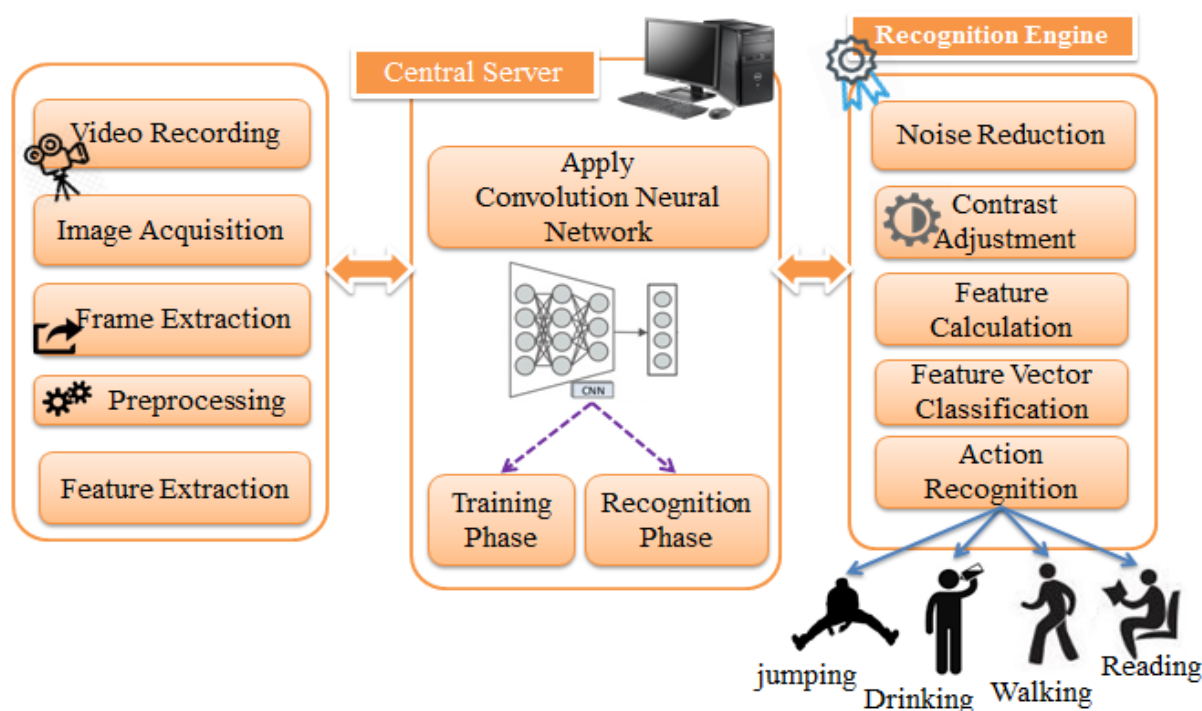 Video Recording
Image Acquisition
Frame Extraction
Preprocessing
Feature Extraction
Central Server
Apply
Convolution Neural
Network
CNN
Training
Phase
Recognition
Phase
Recognition Engine
Noise Reduction
Contrast
Adjustment
Feature
Calculation
Feature Vector
Classification
Action
Recognition
jumping
Drinking
Walking
Reading